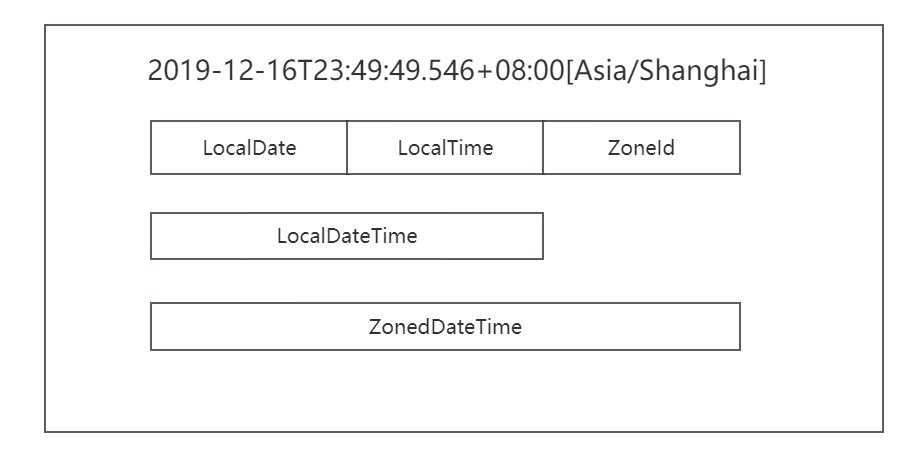 2019-12-16T23:49:49.546+08:00[Asia/Shanghai]
LocalDate LocalTime ZoneId
LocalDateTime
ZonedDateTime